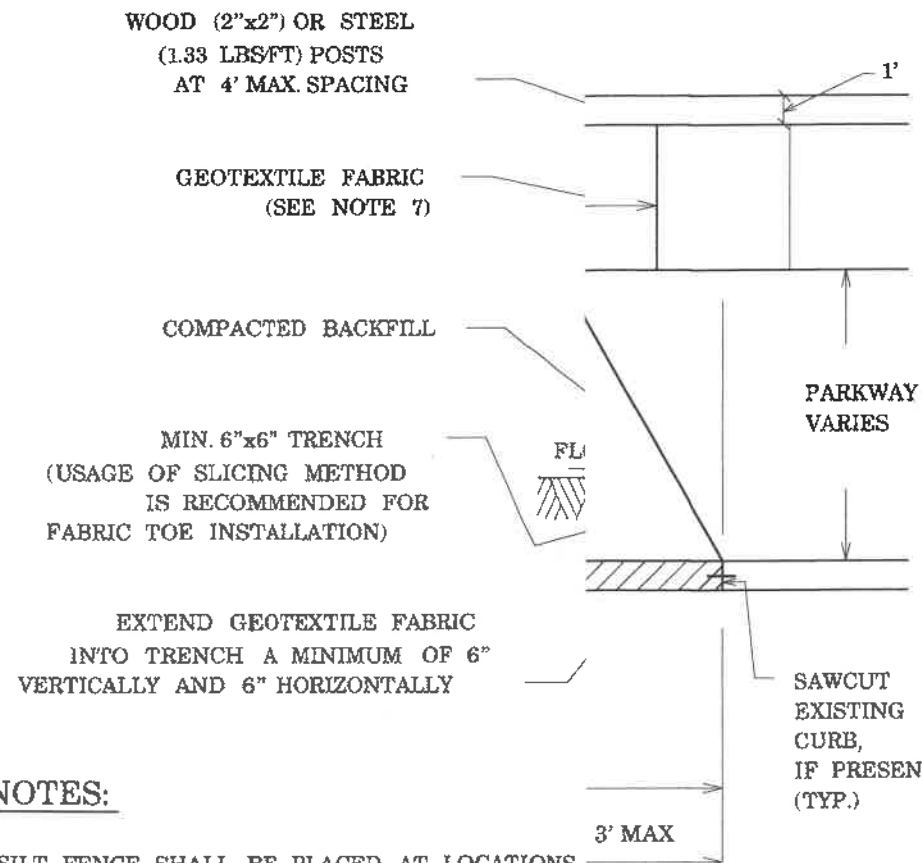 WOOD (2"x2") OR STEEL
(1.33 LBS/FT) POSTS
AT 4' MAX. SPACING
1'
GEOTEXTILE FABRIC
(SEE NOTE 7)
COMPACTED BACKFILL
PARKWAY
VARIES
MIN. 6"x6" TRENCH
(USAGE OF SLICING METHOD
IS RECOMMENDED FOR
FABRIC TOE INSTALLATION)
EXTEND GEOTEXTILE FABRIC
INTO TRENCH A MINIMUM OF 6"
VERTICALLY AND 6" HORIZONTALLY
SAWCUT
EXISTING
CURB,
IF PRESEN
(TYP.)
NOTES:
3' MAX
SILT FENCE SHALL BE PLACED AT LOCATIONS